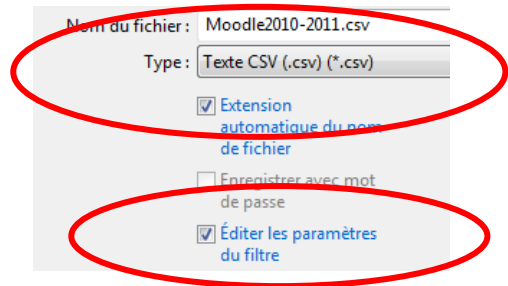 Nom du fichier : Moodle2010-2011.csv
Type : Texte CSV (.csv) (*.csv)
Extension
automatique du nom
de fichier
Enregistrer avec mot
de passe
Éditer les paramètres
du filtre